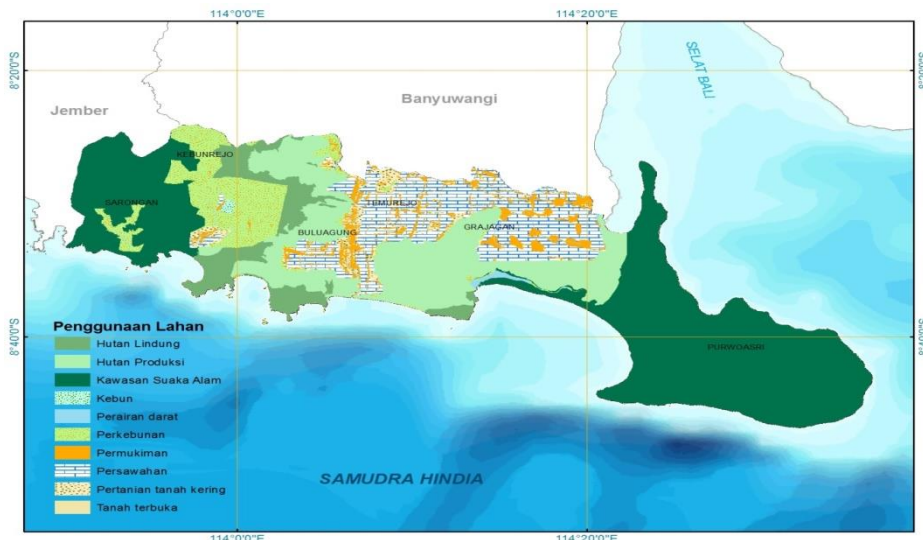 114°0'0"E
114°20'0"E
8°20'0"S
SELAT BALI
Banyuwangi
Jember
KEBUNREJO
SARONGAN
TEMUREJO
GRAJAGAN
BULUAGUNG
PURWOASRI
8°40'0"S
Penggunaan Lahan
Hutan Lindung
Hutan Produksi
Kawasan Suaka Alam
Kebun
Perairan darat
Perkebunan
Permukiman
Persawahan
Pertanian tanah kering
Tanah terbuka
SAMUDRA HINDIA
114°0'0"E
114°20'0"E